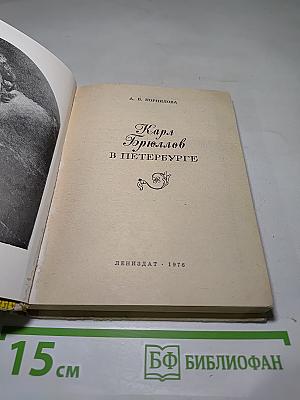 А. В. КОРНИЛОВА
Карл
Брюллов
В ПЕТЕРБУРГЕ
ЛЕНИЗДАТ · 1976
15 СМ
БФ БИБЛИОФАН